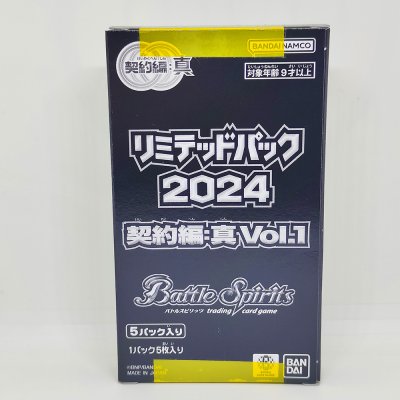 契約編:真
BANDAI NAMCO
対象年齢9才以上
リミテッドパック
2024
契約編:真 Vol.1
Battle Spirits
バトルスピリッツ trading card game
5パック入り
1パック5枚入り
©BNP/BANDAI
MADE IN JAPAN
BAN
DAI